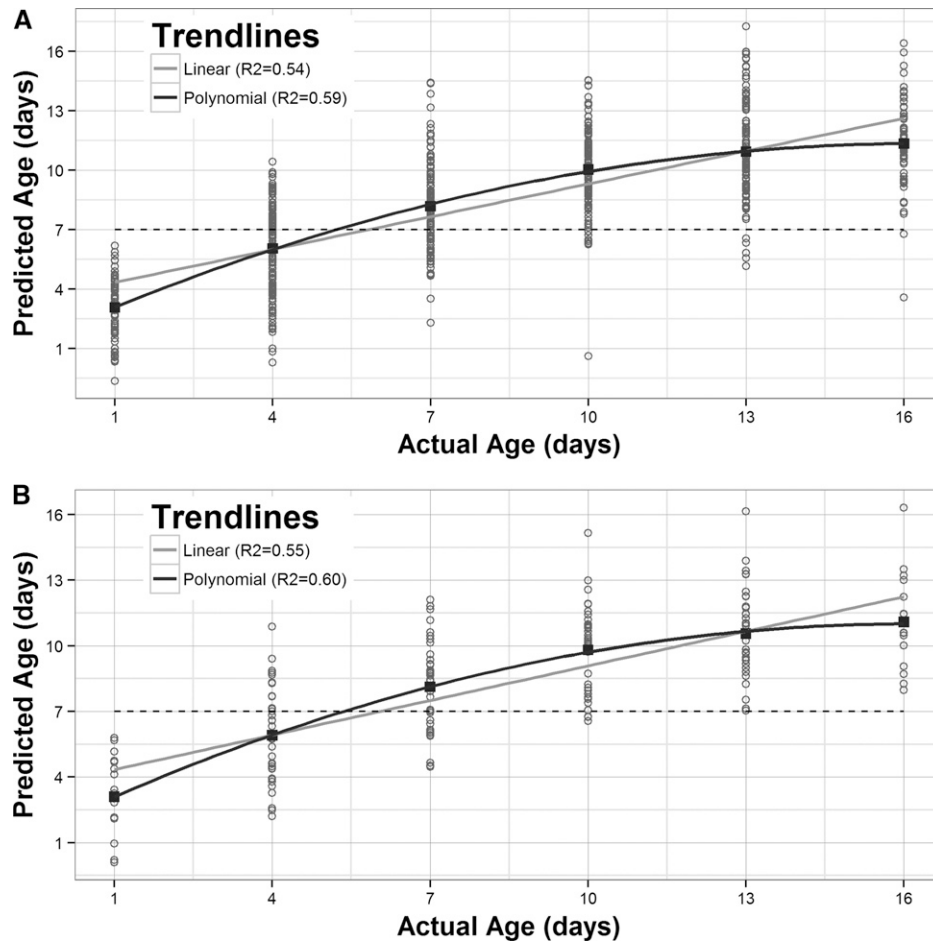 A
Trendlines
Linear (R2=0.54)
Polynomial (R2=0.59)
Predicted Age (days)
16
13
10
7
4
1
1 4 7 10 13 16
Actual Age (days)
B
Trendlines
Linear (R2=0.55)
Polynomial (R2=0.60)
Predicted Age (days)
16
13
10
7
4
1
1 4 7 10 13 16
Actual Age (days)